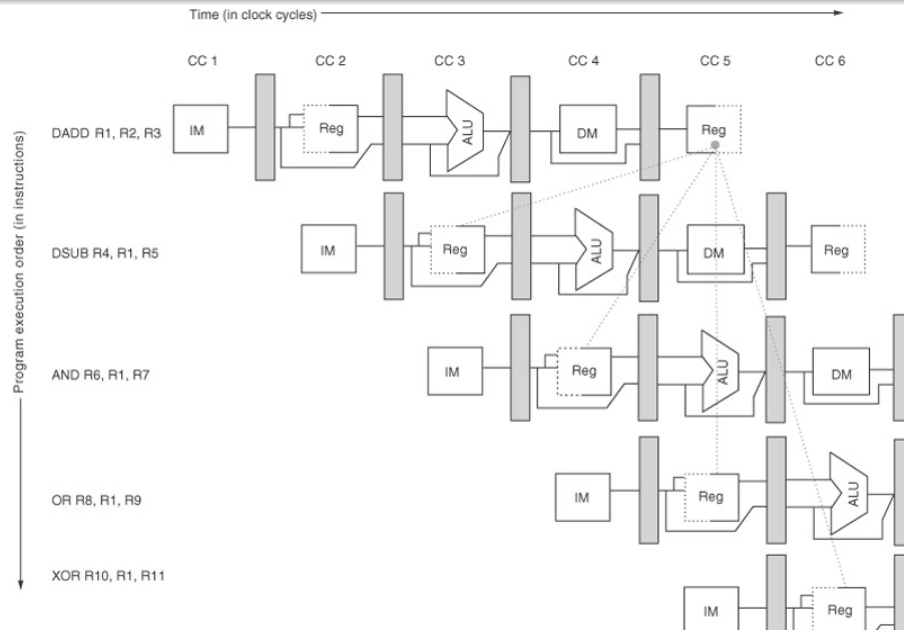 Time (in clock cycles)
CC 1 CC 2 CC 3 CC 4 CC 5 CC 6
Program execution order (in instructions)
DADD R1, R2, R3 IM Reg ALU DM Reg
DSUB R4, R1, R5 IM Reg ALU DM Reg
AND R6, R1, R7 IM Reg ALU DM
OR R8, R1, R9 IM Reg ALU
XOR R10, R1, R11
IM Reg